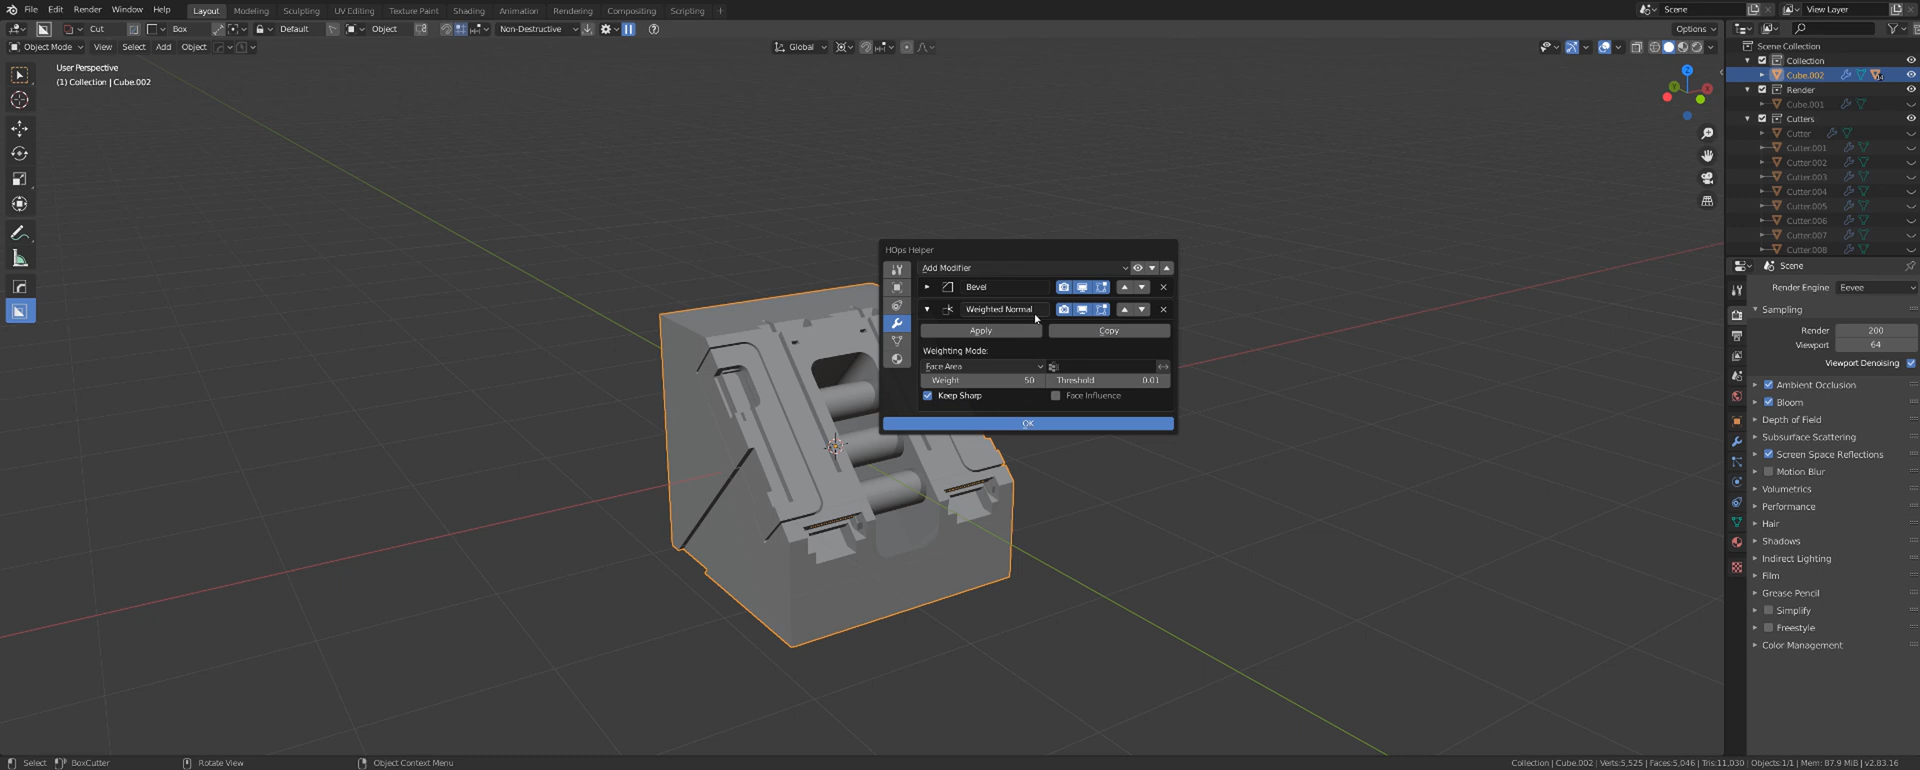 File Edit Render Window Help Layout Modeling Sculpting UV Editing Texture Paint Shading Animation Rendering Compositing Scripting + Scene View Layer
Cut Box Default Object Non-Destructive Options
Object Mode View Select Add Object Global
User Perspective
(1) Collection | Cube.002
Z
Y
X
HOps Helper
Add Modifier
Bevel
Weighted Normal
Apply Copy
Weighting Mode:
Face Area
Weight 50 Threshold 0.01
Keep Sharp Face Influence
OK
Scene Collection
Collection
Cube.002
Render
Cube.001
Cutters
Cutter
Cutter.001
Cutter.002
Cutter.003
Cutter.004
Cutter.005
Cutter.006
Cutter.007
Cutter.008
Scene
Render Engine Eevee
Sampling
Render 200
Viewport 64
Viewport Denoising
Ambient Occlusion
Bloom
Depth of Field
Subsurface Scattering
Screen Space Reflections
Motion Blur
Volumetrics
Performance
Hair
Shadows
Indirect Lighting
Film
Grease Pencil
Simplify
Freestyle
Color Management
Select BoxCutter Rotate View Object Context Menu Collection | Cube.002 | Verts:5,525 | Faces:5,046 | Tris:11,030 | Objects:1/1 | Mem: 87.9 MiB | v2.83.16